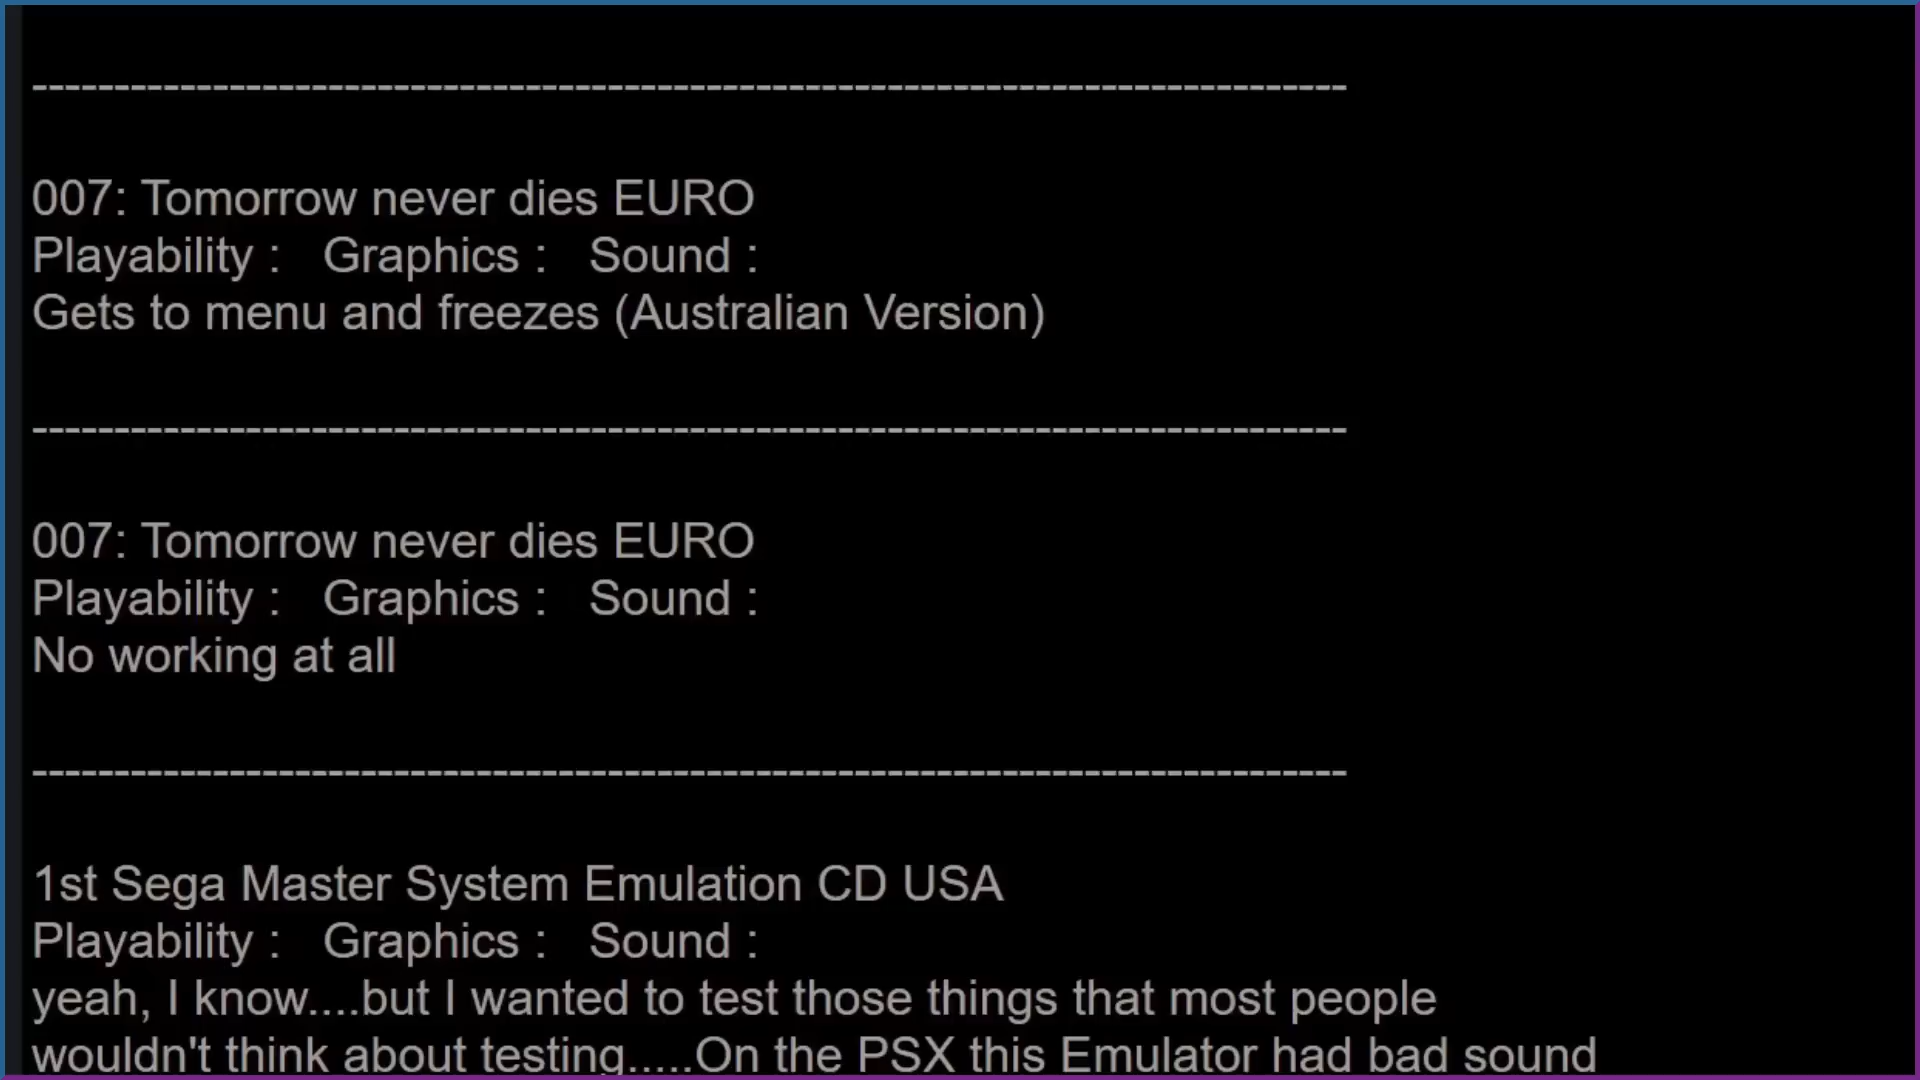 --------------------------------------------------------------------------------
007: Tomorrow never dies EURO
Playability :   Graphics :   Sound :
Gets to menu and freezes (Australian Version)
--------------------------------------------------------------------------------
007: Tomorrow never dies EURO
Playability :   Graphics :   Sound :
No working at all
--------------------------------------------------------------------------------
1st Sega Master System Emulation CD USA
Playability :   Graphics :   Sound :
yeah, I know....but I wanted to test those things that most people
wouldn't think about testing.....On the PSX this Emulator had bad sound